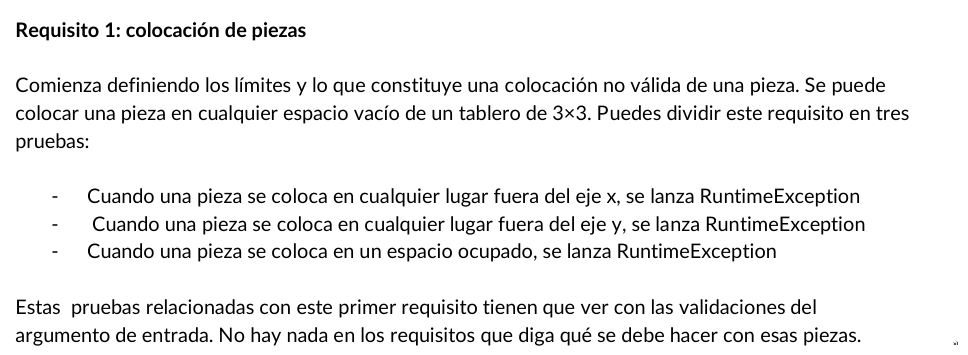 Requisito 1: colocación de piezas
Comienza definiendo los límites y lo que constituye una colocación no válida de una pieza. Se puede
colocar una pieza en cualquier espacio vacío de un tablero de 3×3. Puedes dividir este requisito en tres
pruebas:
- Cuando una pieza se coloca en cualquier lugar fuera del eje x, se lanza RuntimeException
- Cuando una pieza se coloca en cualquier lugar fuera del eje y, se lanza RuntimeException
- Cuando una pieza se coloca en un espacio ocupado, se lanza RuntimeException
Estas pruebas relacionadas con este primer requisito tienen que ver con las validaciones del
argumento de entrada. No hay nada en los requisitos que diga qué se debe hacer con esas piezas.